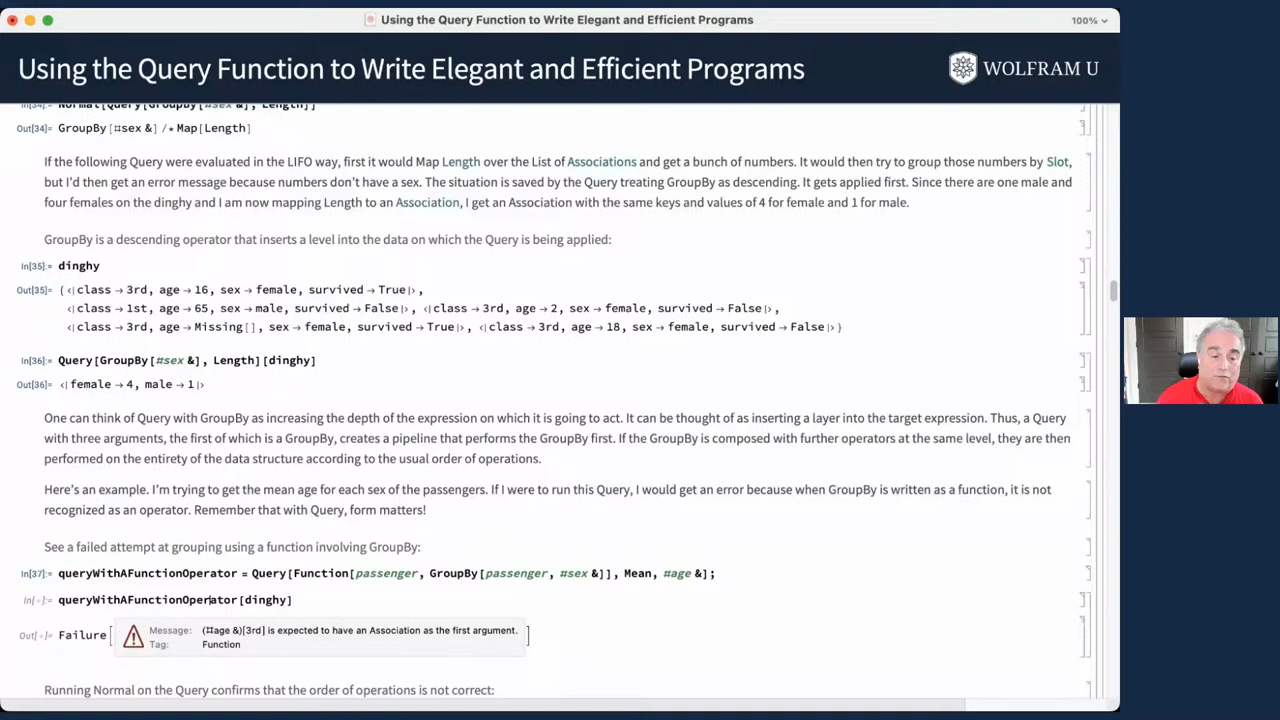 Using the Query Function to Write Elegant and Efficient Programs
100%
Using the Query Function to Write Elegant and Efficient Programs
WOLFRAM U
In[34]:= Normal[Query[GroupBy[#sex &], Length]]
Out[34]= GroupBy[#sex &] /* Map[Length]
If the following Query were evaluated in the LIFO way, first it would Map Length over the List of Associations and get a bunch of numbers. It would then try to group those numbers by Slot,
but I'd then get an error message because numbers don't have a sex. The situation is saved by the Query treating GroupBy as descending. It gets applied first. Since there are one male and
four females on the dinghy and I am now mapping Length to an Association, I get an Association with the same keys and values of 4 for female and 1 for male.
GroupBy is a descending operator that inserts a level into the data on which the Query is being applied:
In[35]:= dinghy
Out[35]= {<|class → 3rd, age → 16, sex → female, survived → True|>,
<|class → 1st, age → 65, sex → male, survived → False|>, <|class → 3rd, age → 2, sex → female, survived → False|>,
<|class → 3rd, age → Missing[], sex → female, survived → True|>, <|class → 3rd, age → 18, sex → female, survived → False|>}
In[36]:= Query[GroupBy[#sex &], Length][dinghy]
Out[36]= <|female → 4, male → 1|>
One can think of Query with GroupBy as increasing the depth of the expression on which it is going to act. It can be thought of as inserting a layer into the target expression. Thus, a Query
with three arguments, the first of which is a GroupBy, creates a pipeline that performs the GroupBy first. If the GroupBy is composed with further operators at the same level, they are then
performed on the entirety of the data structure according to the usual order of operations.
Here's an example. I'm trying to get the mean age for each sex of the passengers. If I were to run this Query, I would get an error because when GroupBy is written as a function, it is not
recognized as an operator. Remember that with Query, form matters!
See a failed attempt at grouping using a function involving GroupBy:
In[37]:= queryWithAFunctionOperator = Query[Function[passenger, GroupBy[passenger, #sex &]], Mean, #age &];
In[∘]:= queryWithAFunctionOperator[dinghy]
Out[∘]= Failure[
Message: (#age &)[3rd] is expected to have an Association as the first argument.
Tag: Function
]
Running Normal on the Query confirms that the order of operations is not correct: